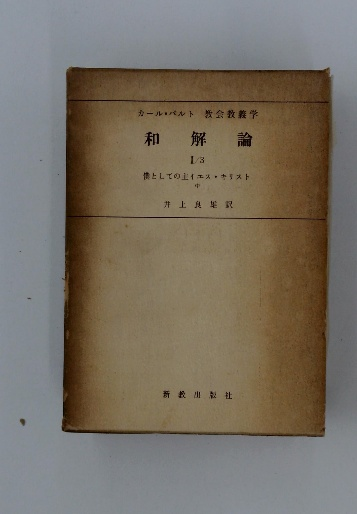 カール・バルト 教会教義学
和解論
I/3
僕としての主イエス・キリスト
中
井上良雄訳
新教出版社